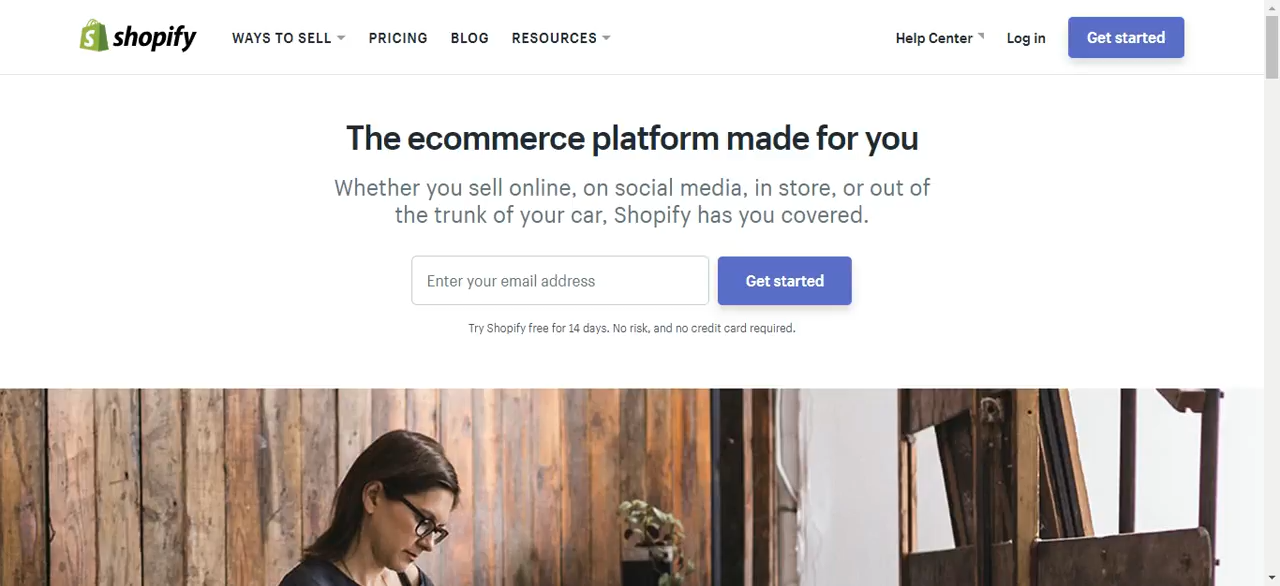 shopify WAYS TO SELL PRICING BLOG RESOURCES Help Center Log in Get started
The ecommerce platform made for you
Whether you sell online, on social media, in store, or out of
the trunk of your car, Shopify has you covered.
Enter your email address Get started
Try Shopify free for 14 days. No risk, and no credit card required.